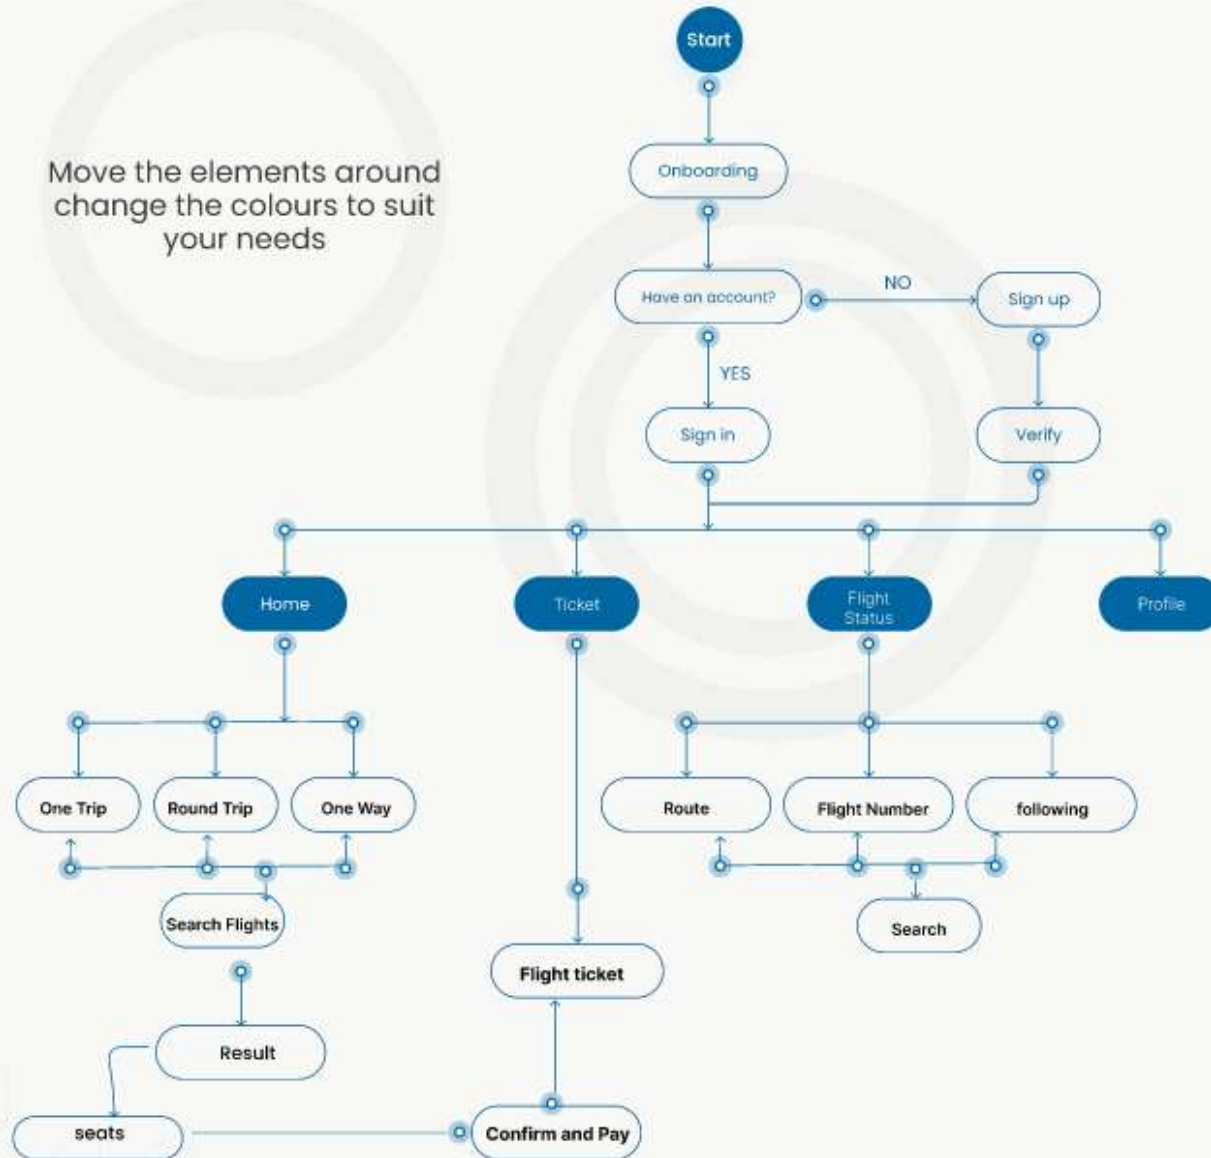 Start
Move the elements around
change the colours to suit
your needs
Onboarding
Have an account?
NO
Sign up
YES
Sign in
Verify
Home
Ticket
Flight
Status
Profile
One Trip
Round Trip
One Way
Route
Flight Number
following
Search Flights
Search
Flight ticket
Result
seats
Confirm and Pay